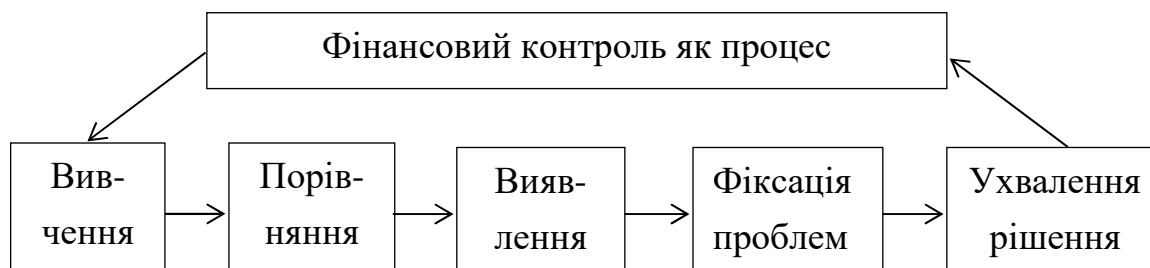 Фінансовий контроль як процес
Вив-
чення
Порів-
няння
Вияв-
лення
Фіксація
проблем
Ухвалення
рішення